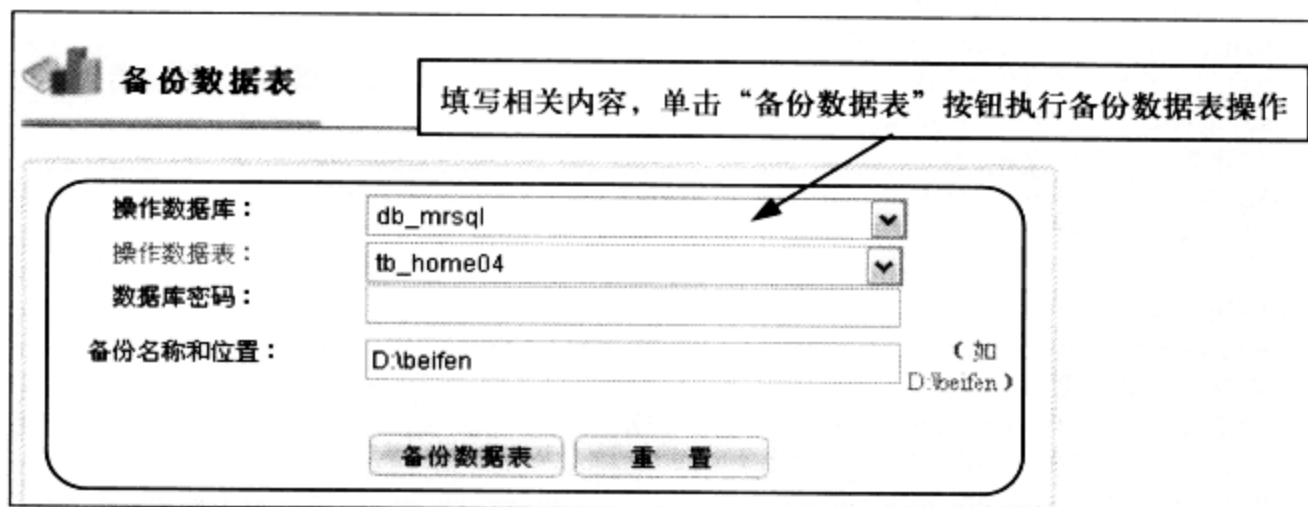 备份数据表
填写相关内容，单击“备份数据表”按钮执行备份数据表操作
操作数据库：
db_mrsql
操作数据表：
tb_home04
数据库密码：
备份名称和位置：
D:\beifen
（如
D:\beifen）
备份数据表
重 置